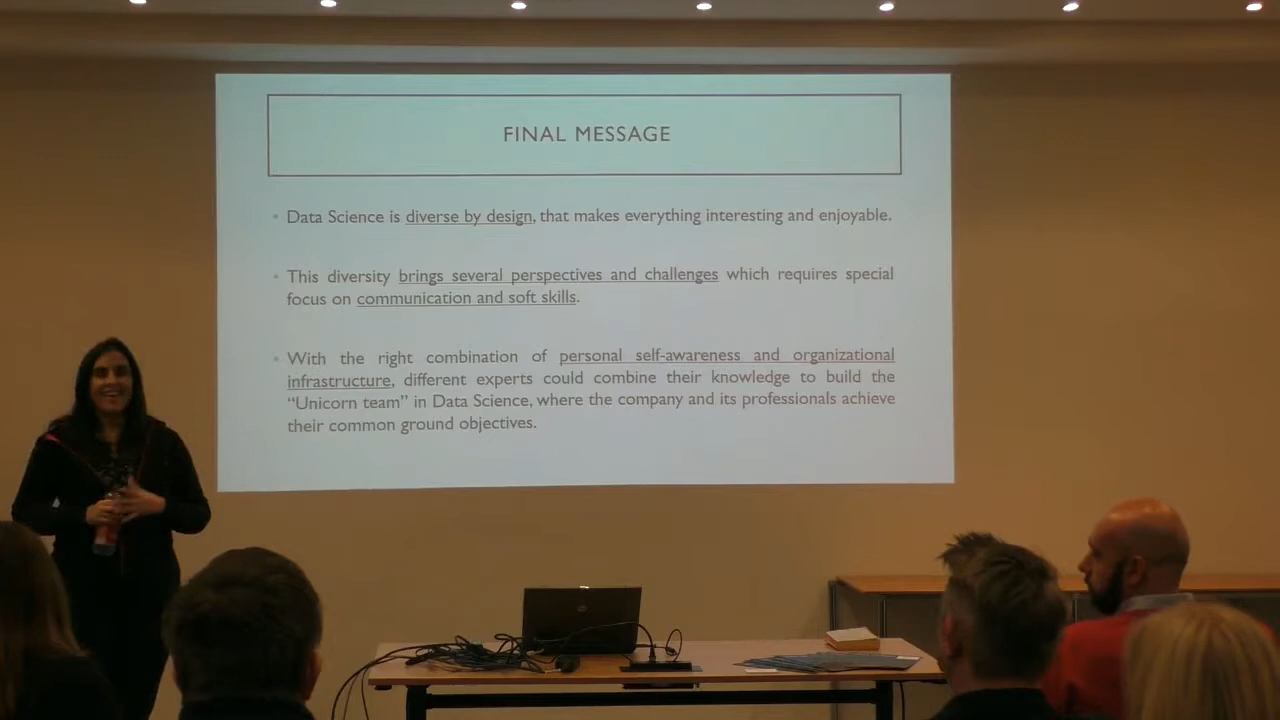 FINAL MESSAGE
Data Science is diverse by design, that makes everything interesting and enjoyable.
This diversity brings several perspectives and challenges which requires special
focus on communication and soft skills.
With the right combination of personal self-awareness and organizational
infrastructure, different experts could combine their knowledge to build the
“Unicorn team” in Data Science, where the company and its professionals achieve
their common ground objectives.